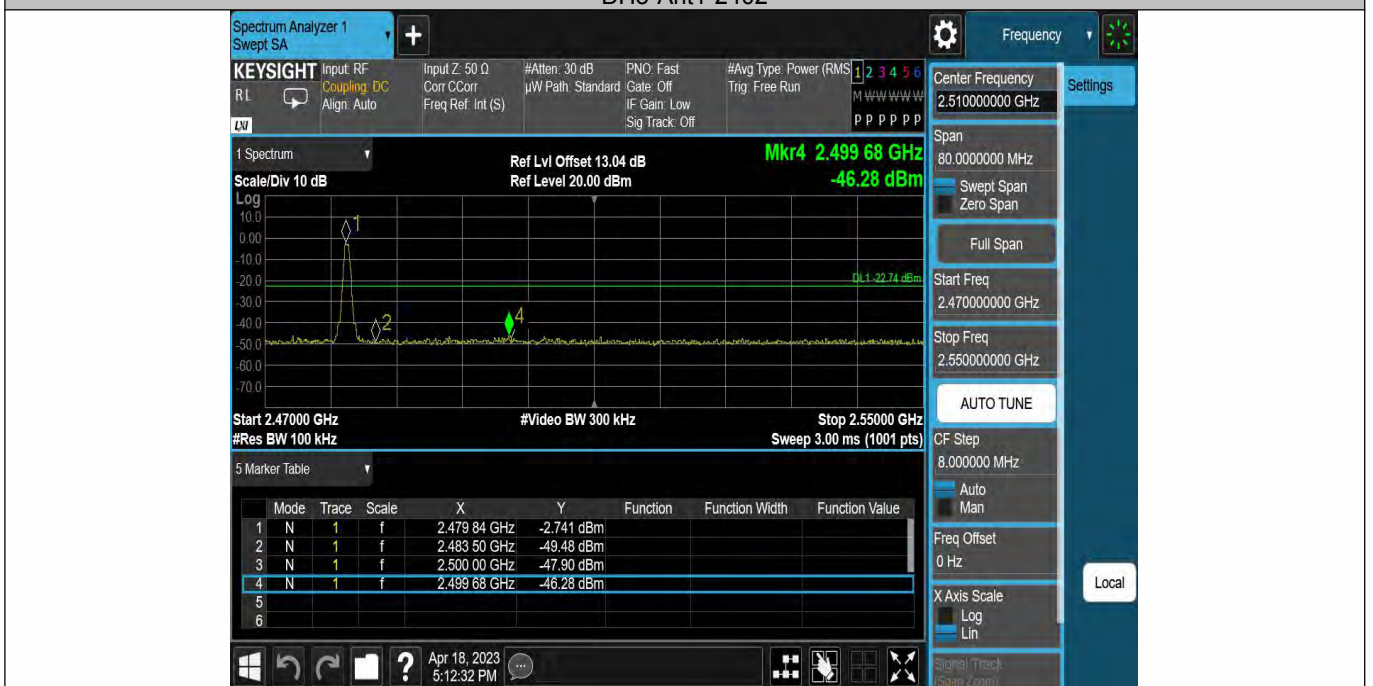 Spectrum Analyzer 1
Swept SA
+
Frequency
KEYSIGHT
RL
LXI
Input: RF
Coupling: DC
Align: Auto
Input Z: 50 Ω
Corr CCorr
Freq Ref: Int (S)
#Atten: 30 dB
µW Path: Standard
PNO: Fast
Gate: Off
IF Gain: Low
Sig Track: Off
#Avg Type: Power (RMS
Trig: Free Run
1 2 3 4 5 6
M W W W W W
P P P P P P
1 Spectrum
Scale/Div 10 dB
Ref Lvl Offset 13.04 dB
Ref Level 20.00 dBm
Mkr4 2.499 68 GHz
-46.28 dBm
Log
10.0
0.00
-10.0
-20.0
-30.0
-40.0
-50.0
-60.0
-70.0
1
2
4
DL1 -22.74 dBm
Start 2.47000 GHz
#Res BW 100 kHz
#Video BW 300 kHz
Stop 2.55000 GHz
Sweep 3.00 ms (1001 pts)
5 Marker Table
Mode Trace Scale X Y Function Function Width Function Value
1 N 1 f 2.479 84 GHz -2.741 dBm
2 N 1 f 2.483 50 GHz -49.48 dBm
3 N 1 f 2.500 00 GHz -47.90 dBm
4 N 1 f 2.499 68 GHz -46.28 dBm
5
6
?
Apr 18, 2023
5:12:32 PM
Settings
Center Frequency
2.510000000 GHz
Span
80.0000000 MHz
Swept Span
Zero Span
Full Span
Start Freq
2.470000000 GHz
Stop Freq
2.550000000 GHz
AUTO TUNE
CF Step
8.000000 MHz
Auto
Man
Freq Offset
0 Hz
X Axis Scale
Log
Lin
Signal Track
(Span Zoom)
Local